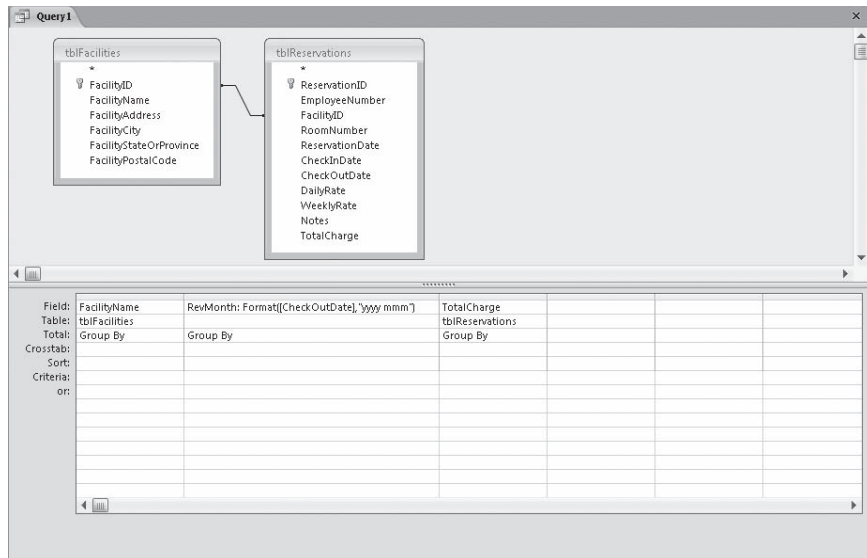 Query1
tblFacilities
*
FacilityID
FacilityName
FacilityAddress
FacilityCity
FacilityStateOrProvince
FacilityPostalCode
tblReservations
*
ReservationID
EmployeeNumber
FacilityID
RoomNumber
ReservationDate
CheckInDate
CheckOutDate
DailyRate
WeeklyRate
Notes
TotalCharge
Field: FacilityName RevMonth: Format([CheckOutDate],"yyyy mmm") TotalCharge
Table: tblFacilities tblReservations
Total: Group By Group By Group By
Crosstab:
Sort:
Criteria:
or: